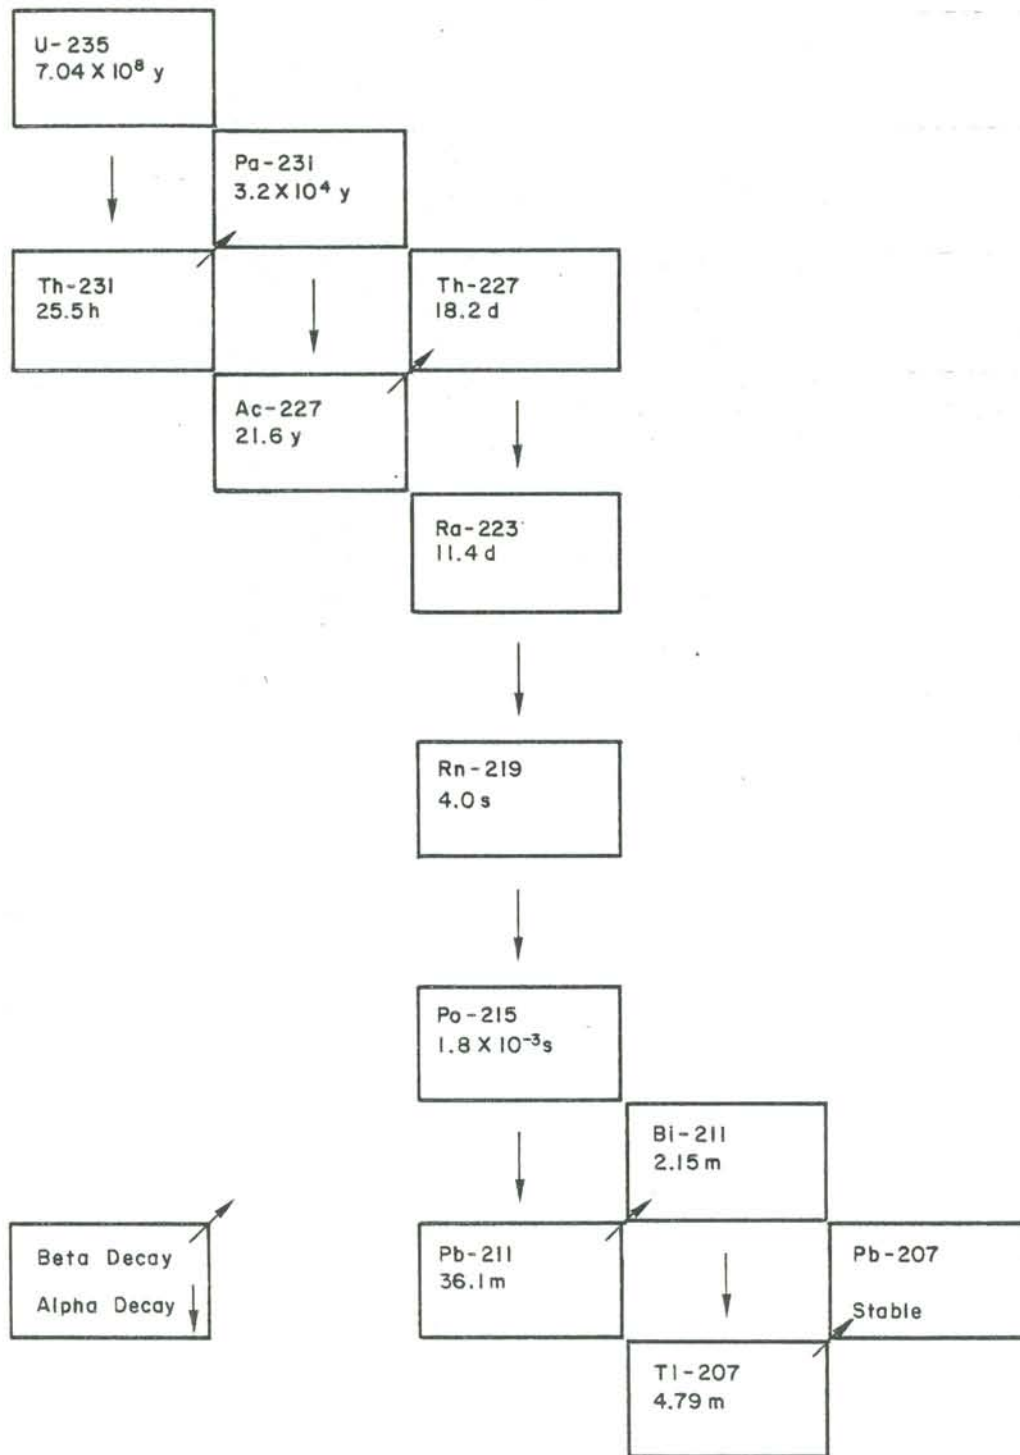 U-235
7.04 X 10⁸ y
Pa-231
3.2 X 10⁴ y
Th-231
25.5 h
Th-227
18.2 d
Ac-227
21.6 y
Ra-223
11.4 d
Rn-219
4.0 s
Po-215
1.8 X 10⁻³s
Bi-211
2.15 m
Beta Decay
Alpha Decay
Pb-211
36.1 m
Pb-207
Stable
Tl-207
4.79 m